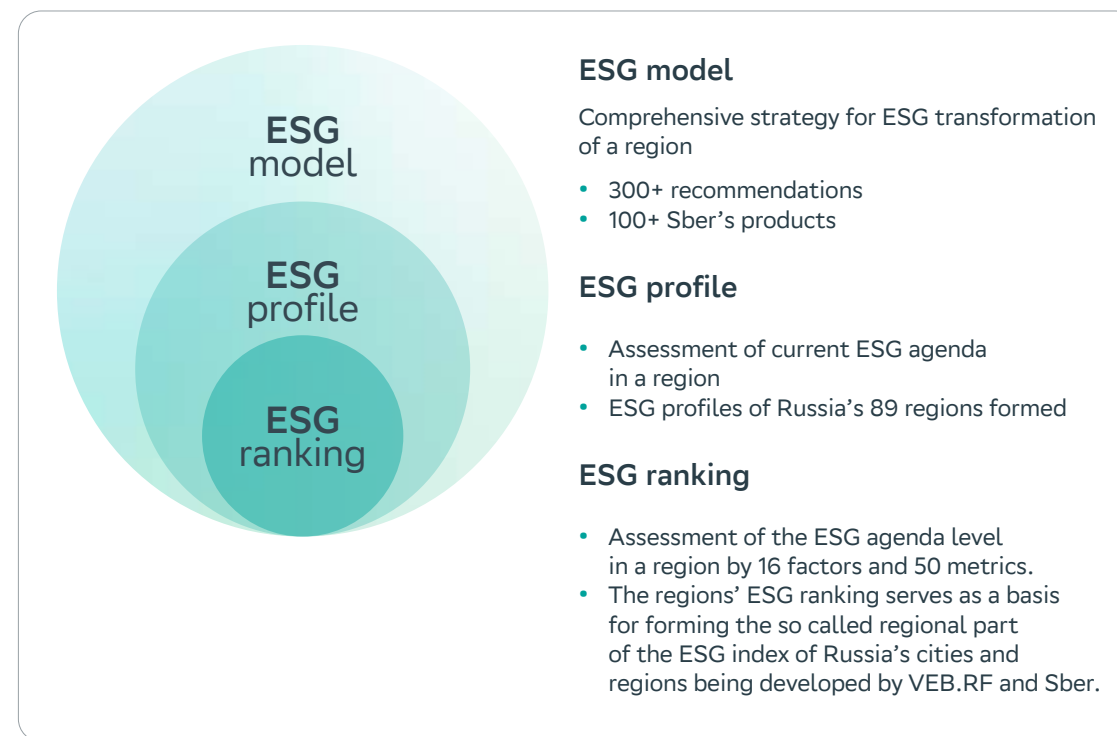 ESG
model
ESG
profile
ESG
ranking
ESG model
Comprehensive strategy for ESG transformation
of a region
• 300+ recommendations
• 100+ Sber’s products
ESG profile
• Assessment of current ESG agenda
in a region
• ESG profiles of Russia’s 89 regions formed
ESG ranking
• Assessment of the ESG agenda level
in a region by 16 factors and 50 metrics.
• The regions’ ESG ranking serves as a basis
for forming the so called regional part
of the ESG index of Russia’s cities and
regions being developed by VEB.RF and Sber.